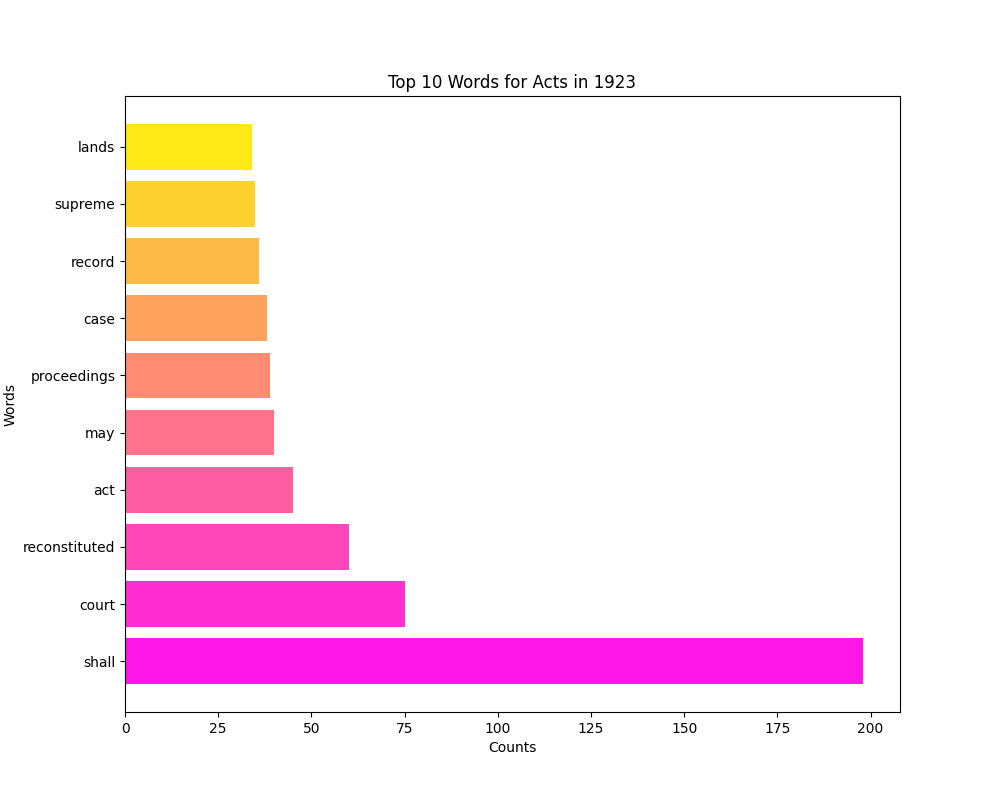 Top 10 Words for Acts in 1923
lands
supreme
record
case
proceedings
may
act
reconstituted
court
shall
Words
0 25 50 75 100 125 150 175 200
Counts